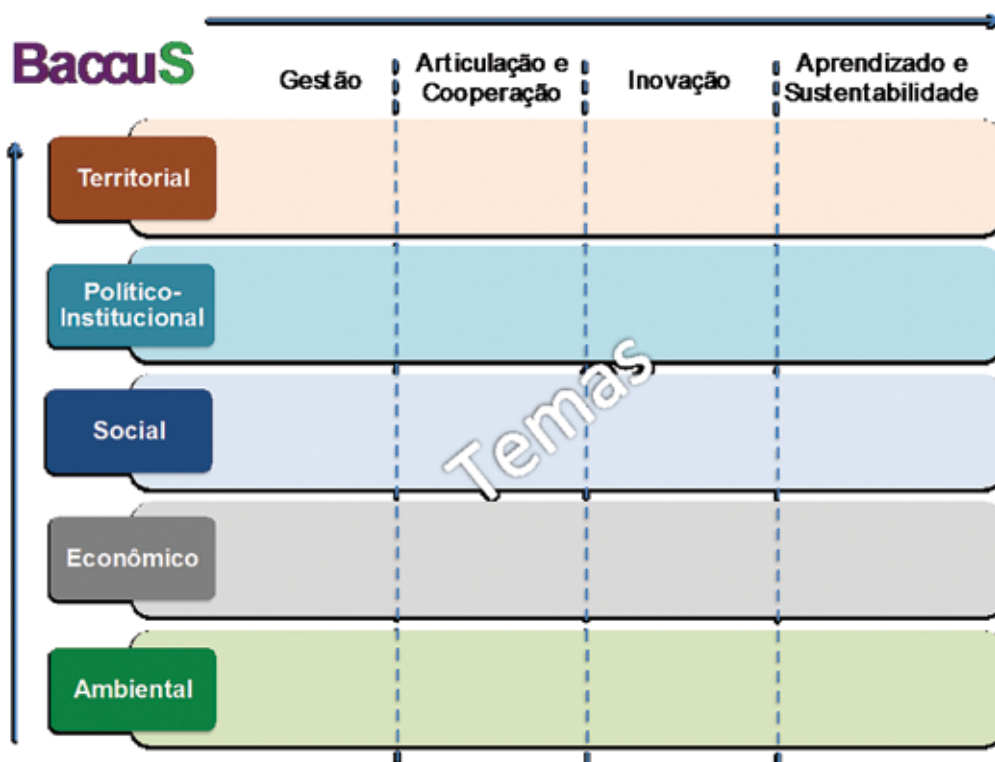 BaccuS
Gestão
Articulação e
Cooperação
Inovação
Aprendizado e
Sustentabilidade
Territorial
Político-
Institucional
Social
Temas
Econômico
Ambiental